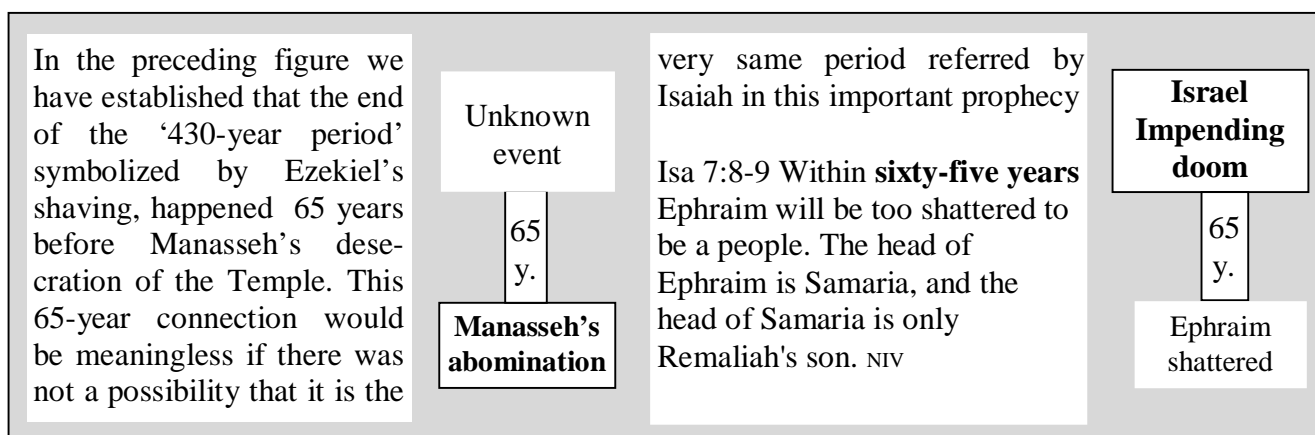 In the preceding figure we
have established that the end
of the ‘430-year period’
symbolized by Ezekiel’s
shaving, happened 65 years
before Manasseh’s dese-
cration of the Temple. This
65-year connection would
be meaningless if there was
not a possibility that it is the
Unknown
event
65
y.
Manasseh’s
abomination
very same period referred by
Isaiah in this important prophecy
Isa 7:8-9 Within sixty-five years
Ephraim will be too shattered to
be a people. The head of
Ephraim is Samaria, and the
head of Samaria is only
Remaliah's son. NIV
Israel
Impending
doom
65
y.
Ephraim
shattered